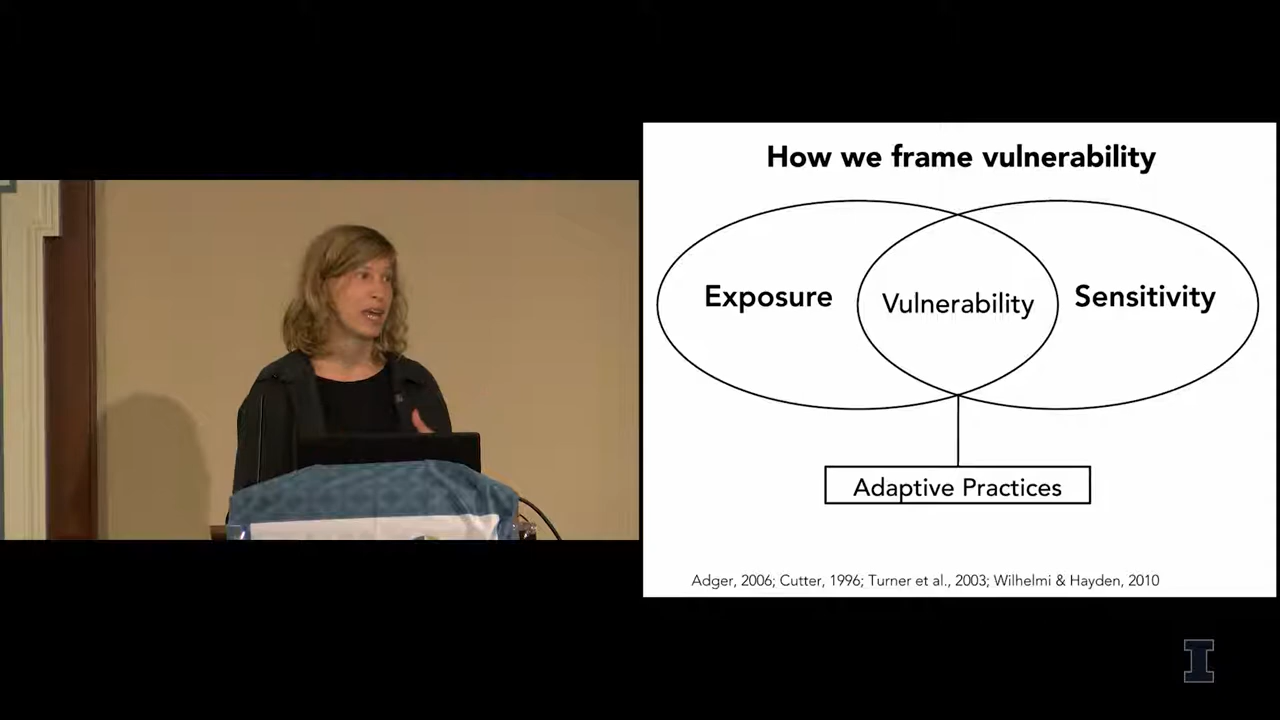 How we frame vulnerability
Exposure
Vulnerability
Sensitivity
Adaptive Practices
Adger, 2006; Cutter, 1996; Turner et al., 2003; Wilhelmi & Hayden, 2010
I